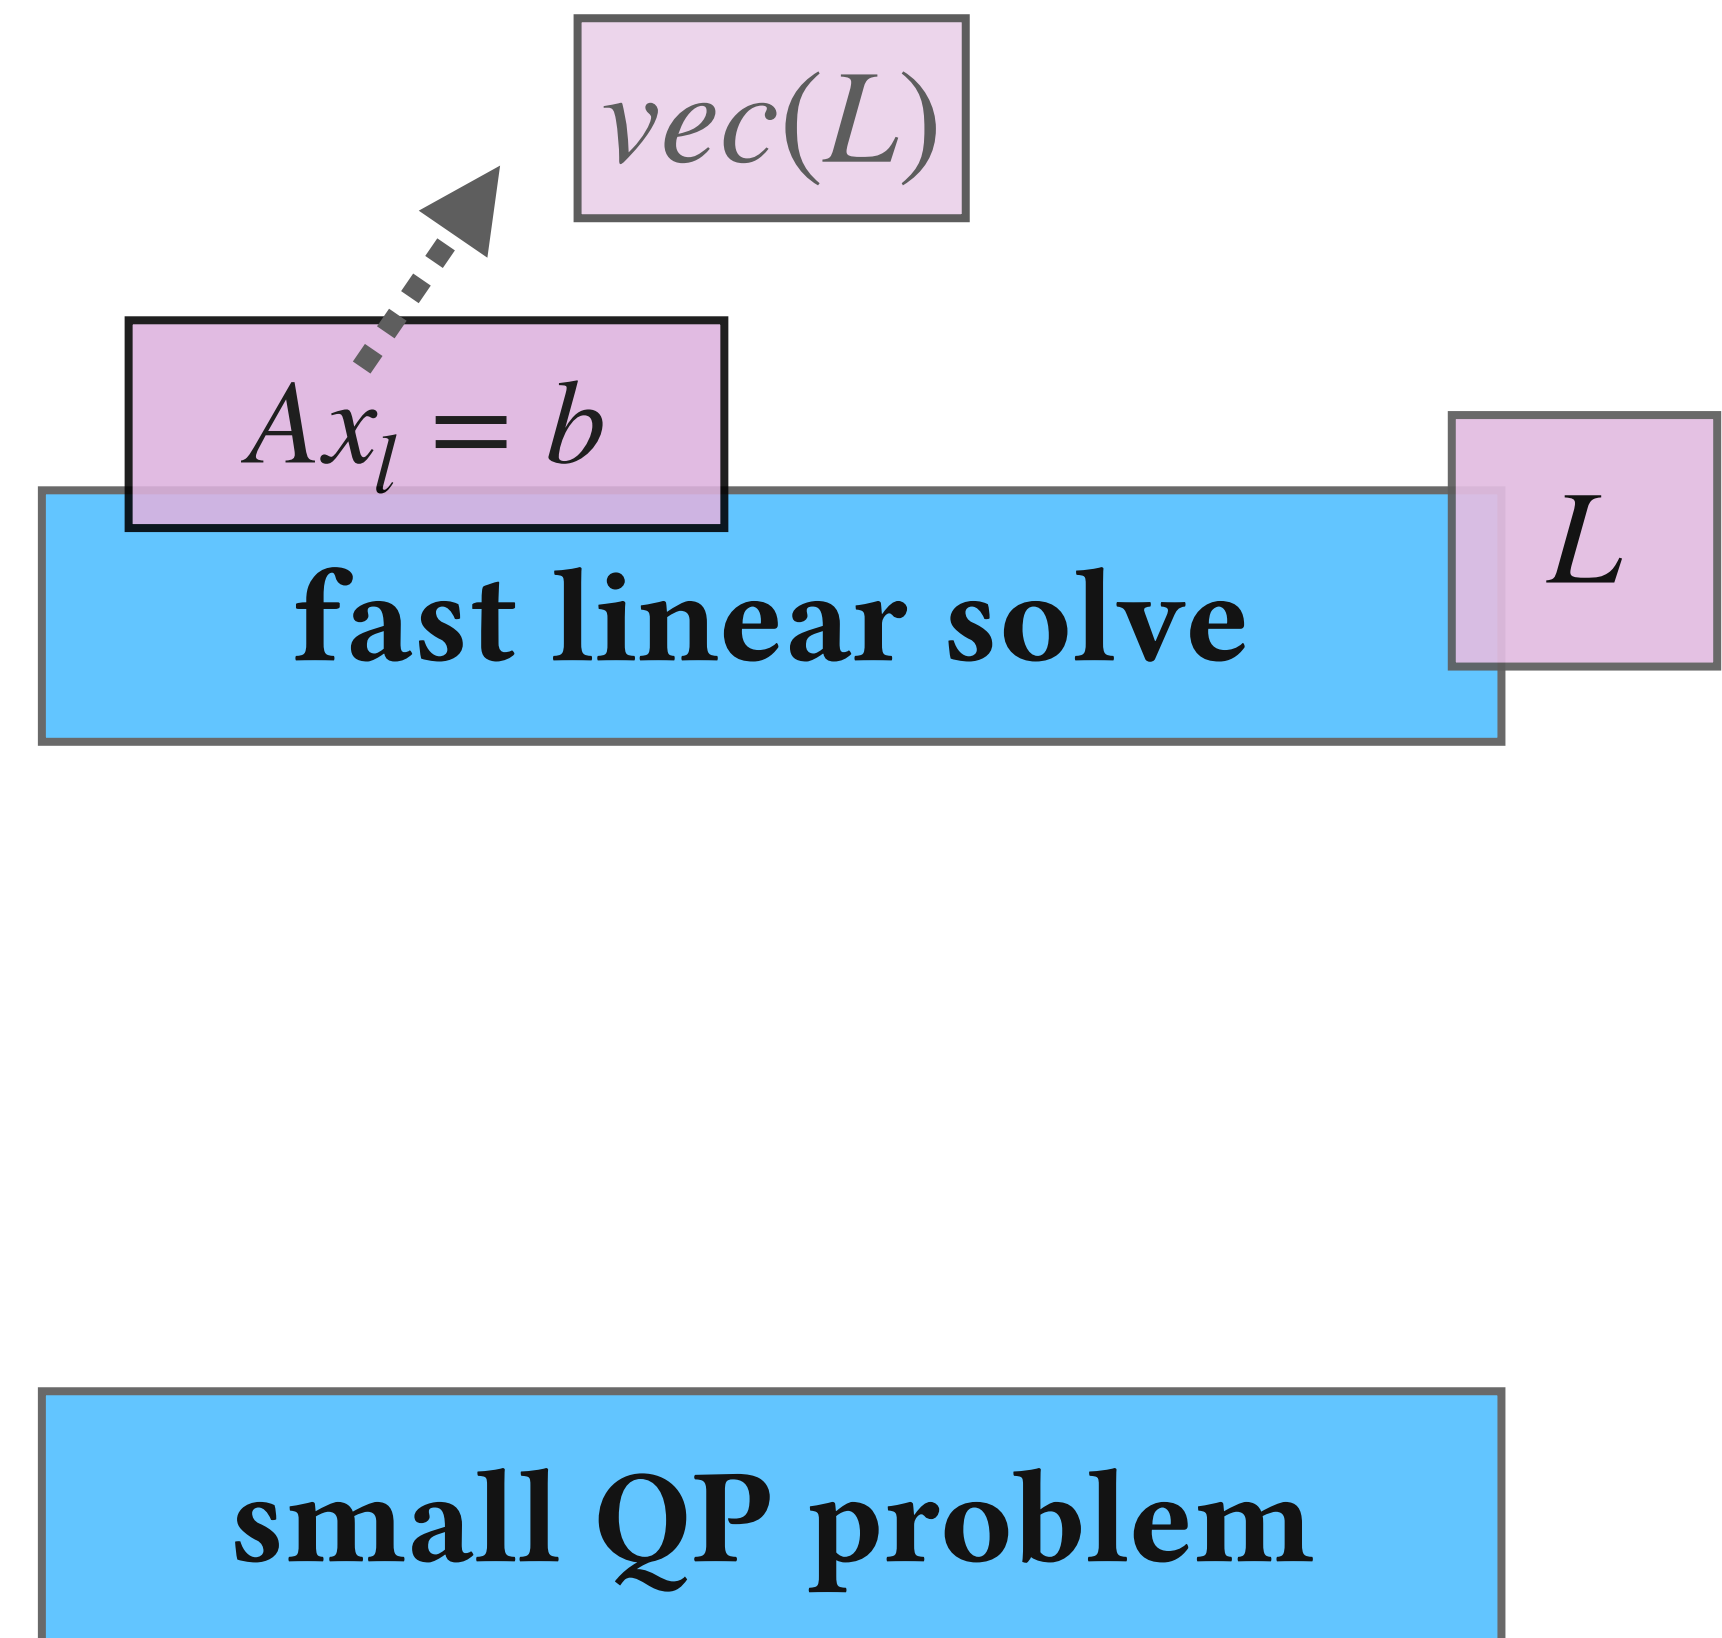 vec(L)
Ax_l = b
L
fast linear solve
small QP problem